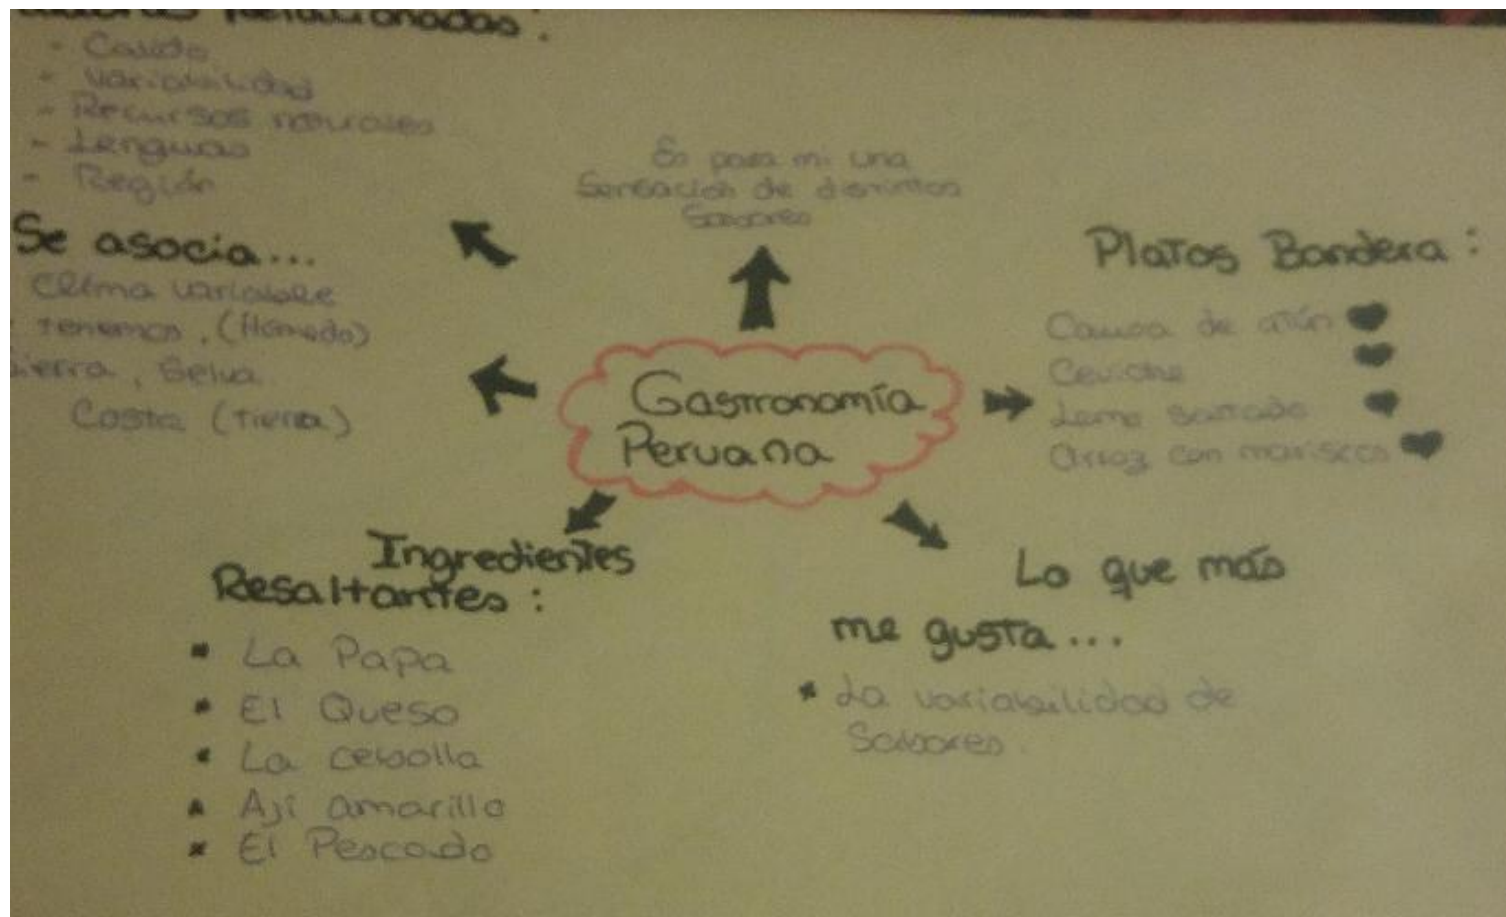 Relacionadas:
- Calido
- Variabilidad
- Recursos naturales
- Lenguas
- Región
Se asocia...
Clima variable
tenemos, (Húmedo)
Sierra, Selva
Costa (Tierra)
Es para mi una
Sensación de distintos
Sabores
Gastronomía
Peruana
Platos Bandera:
Causa de atún
Ceviche
Lomo Saltado
Arroz con mariscos
Ingredientes
Resaltantes:
La Papa
El Queso
La cebolla
Ají amarillo
El Pescado
Lo que más
me gusta...
La variabilidad de
Sabores.